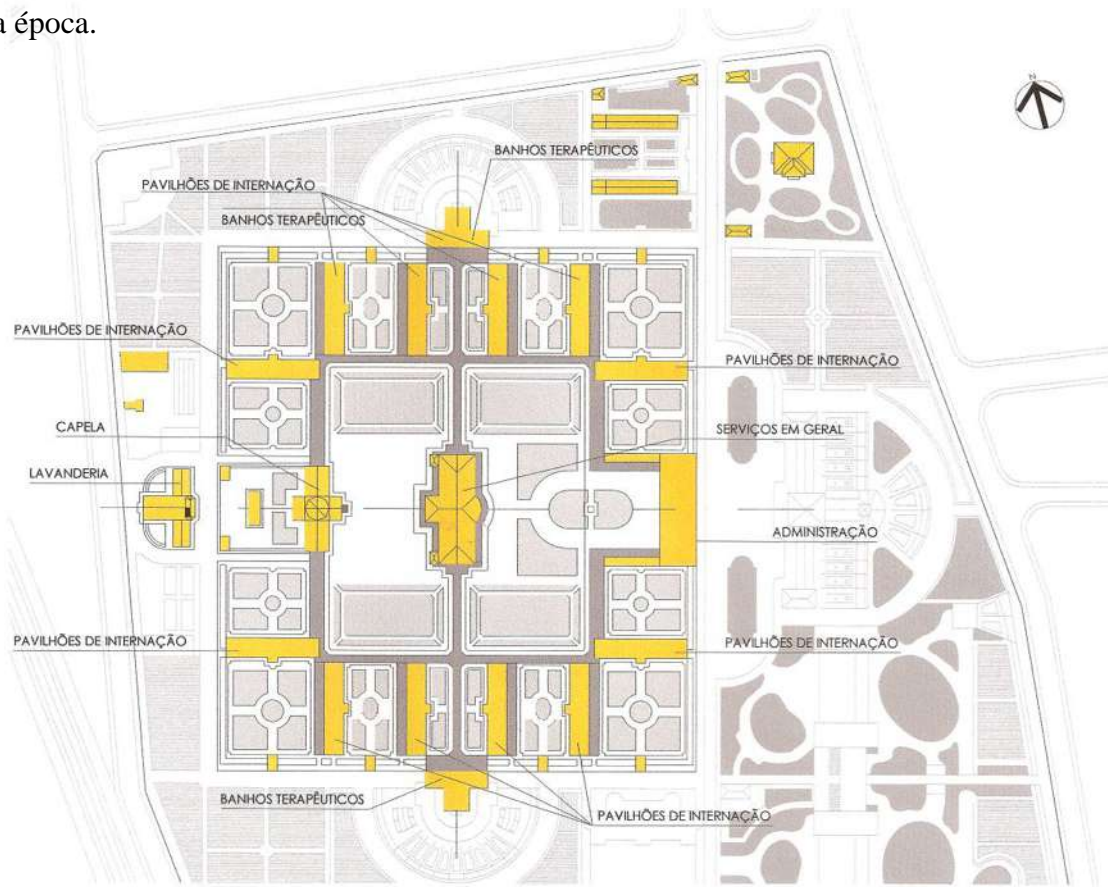 a época.
N
BANHOS TERAPÊUTICOS
PAVILHÕES DE INTERNAÇÃO
BANHOS TERAPÊUTICOS
PAVILHÕES DE INTERNAÇÃO
PAVILHÕES DE INTERNAÇÃO
CAPELA
SERVIÇOS EM GERAL
LAVANDERIA
ADMINISTRAÇÃO
PAVILHÕES DE INTERNAÇÃO
PAVILHÕES DE INTERNAÇÃO
BANHOS TERAPÊUTICOS
PAVILHÕES DE INTERNAÇÃO